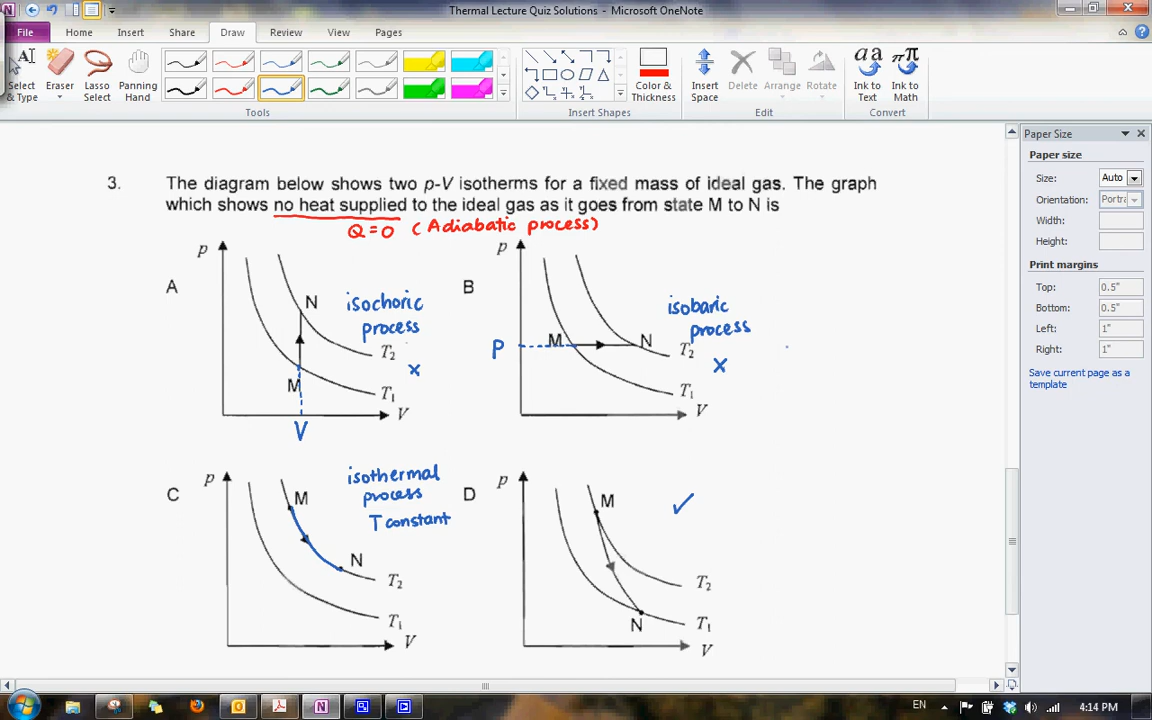 Thermal Lecture Quiz Solutions - Microsoft OneNote
File Home Insert Share Draw Review View Pages
Select & Type
Eraser
Lasso Select
Panning Hand
Color & Thickness
Insert Space
Delete
Arrange
Rotate
Ink to Text
Ink to Math
Tools
Insert Shapes
Edit
Convert
3. The diagram below shows two p-V isotherms for a fixed mass of ideal gas. The graph
which shows no heat supplied to the ideal gas as it goes from state M to N is
Q = 0 (Adiabatic process)
A
p
N
M
T₂
T₁
V
V
isochoric
process
x
B
p
P
M
N
T₂
T₁
V
isobaric
process
x
C
p
M
N
T₂
T₁
V
isothermal
process
T constant
D
p
M
N
T₂
T₁
V
✓
Paper Size
Paper size
Size: Auto
Orientation: Portra
Width:
Height:
Print margins
Top: 0.5"
Bottom: 0.5"
Left: 1"
Right: 1"
Save current page as a
template
EN
4:14 PM